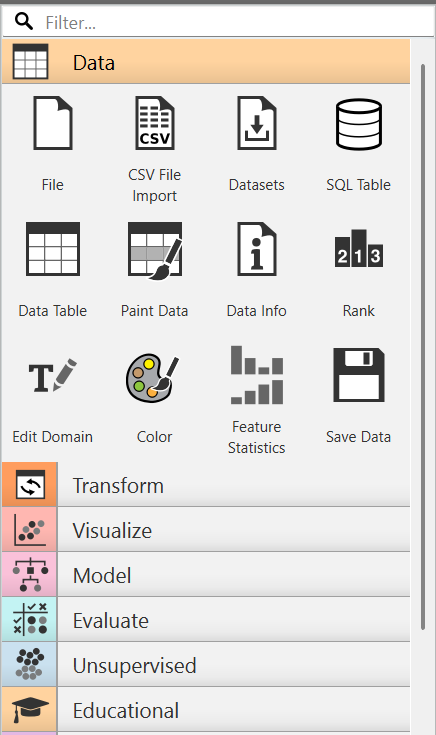 Filter...
Data
CSV
File
CSV File
Import
Datasets
SQL Table
2 1 3
Data Table
Paint Data
Data Info
Rank
T
Edit Domain
Color
Feature
Statistics
Save Data
Transform
Visualize
Model
Evaluate
Unsupervised
Educational